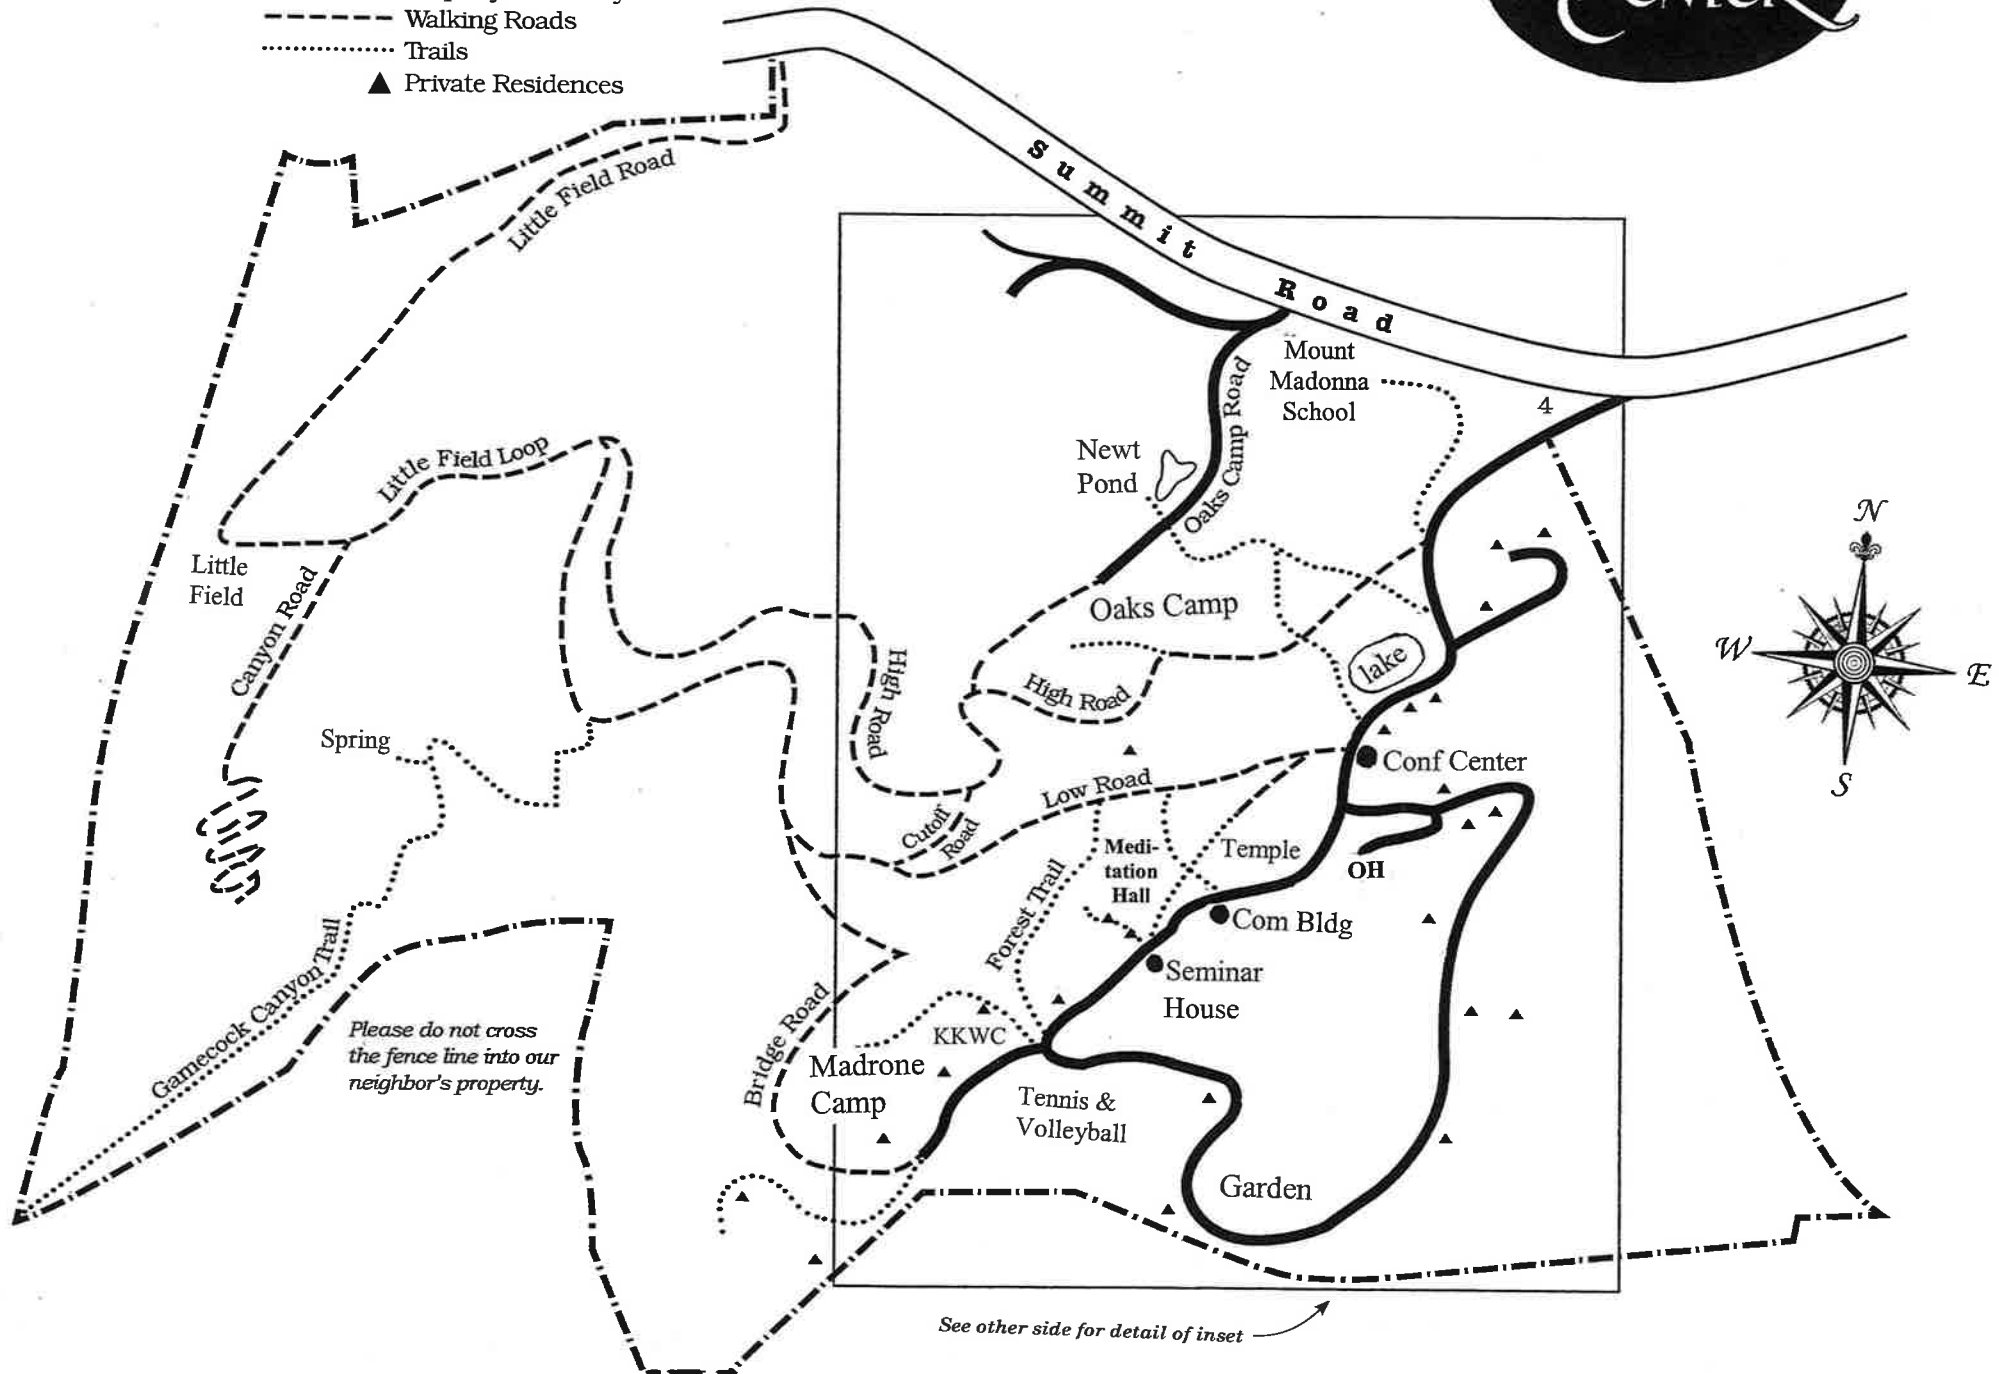 Walking Roads
Trails
Private Residences
Summit Road
Little Field Road
Mount
Madonna
School
4
Oaks Camp Road
Newt
Pond
Little Field Loop
Little
Field
Canyon Road
Oaks Camp
lake
High Road
High Road
Spring
Conf Center
Low Road
Cutoff
Road
Medi-
tation
Hall
Temple
OH
Forest Trail
Com Bldg
Seminar
House
Gamecock Canyon Trail
Please do not cross
the fence line into our
neighbor's property.
Bridge Road
KKWC
Madrone
Camp
Tennis &
Volleyball
Garden
See other side for detail of inset
N
W
E
S